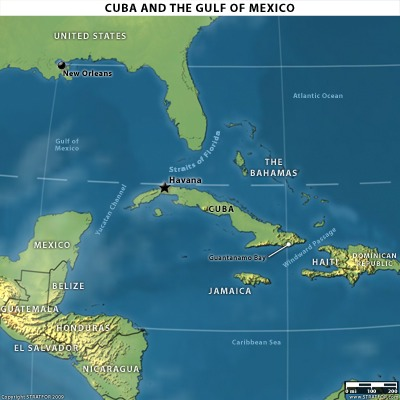 CUBA AND THE GULF OF MEXICO
UNITED STATES
New Orleans
Atlantic Ocean
Gulf of
Mexico
Straits of Florida
THE
BAHAMAS
Havana
Yucatan Channel
CUBA
MEXICO
Windward Passage
Guantanamo Bay
HAITI
DOMINICAN
REPUBLIC
BELIZE
JAMAICA
GUATEMALA
HONDURAS
EL SALVADOR
Caribbean Sea
NICARAGUA
0 mi 100 200
Copyright STRATFOR 2009
www.STRATFOR.com